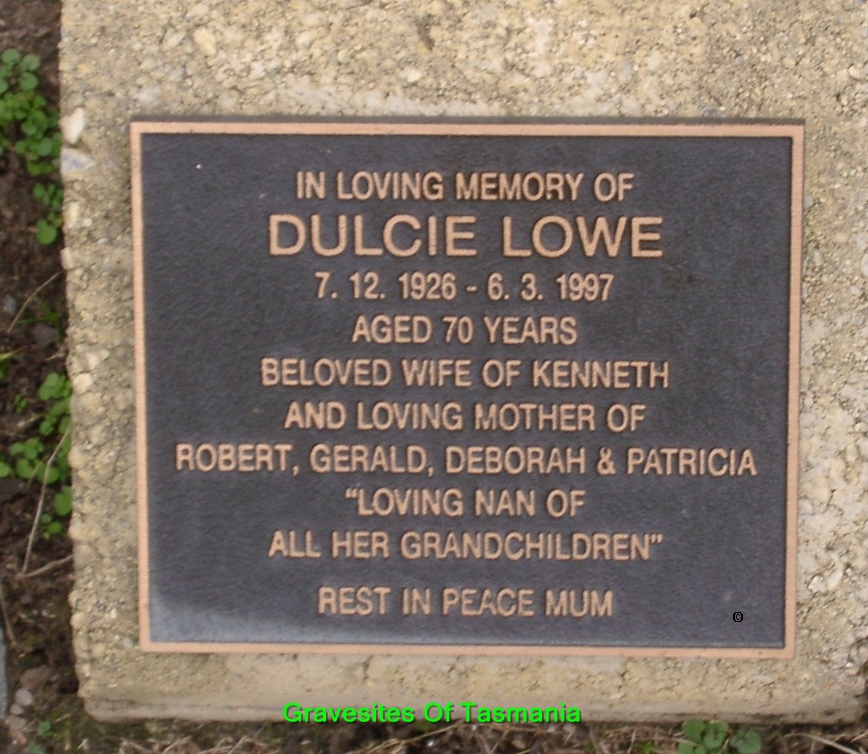 IN LOVING MEMORY OF
DULCIE LOWE
7. 12. 1926 - 6. 3. 1997
AGED 70 YEARS
BELOVED WIFE OF KENNETH
AND LOVING MOTHER OF
ROBERT, GERALD, DEBORAH & PATRICIA
“LOVING NAN OF
ALL HER GRANDCHILDREN”
REST IN PEACE MUM
©
Gravesites Of Tasmania